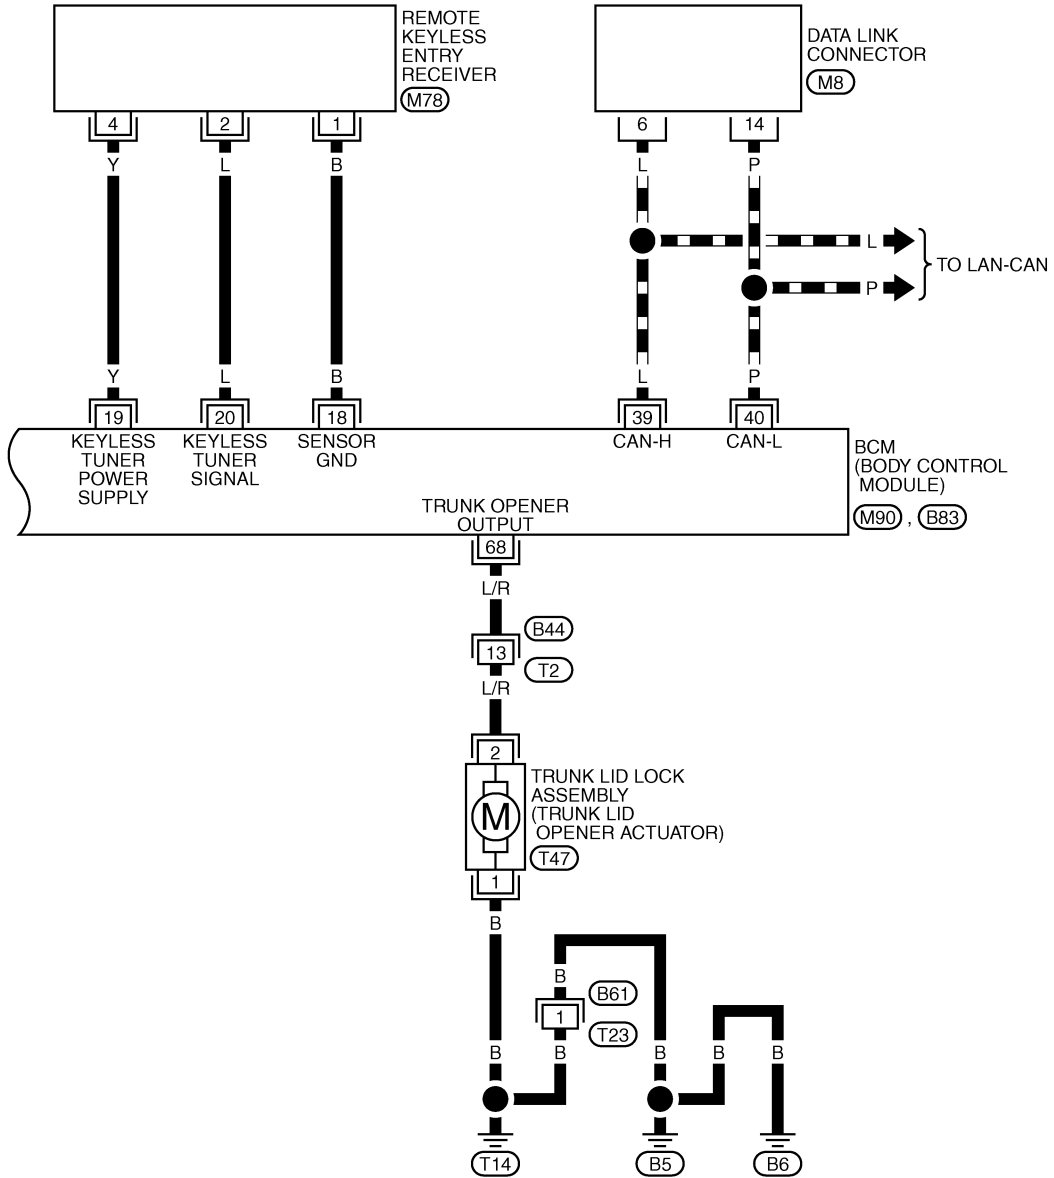 REMOTE
KEYLESS
ENTRY
RECEIVER
M78
DATA LINK
CONNECTOR
M8
4
2
1
6
14
Y
L
B
L
P
L
P
TO LAN-CAN
Y
L
B
L
P
19
20
18
39
40
KEYLESS
TUNER
POWER
SUPPLY
KEYLESS
TUNER
SIGNAL
SENSOR
GND
CAN-H
CAN-L
BCM
(BODY CONTROL
MODULE)
M90 , B83
TRUNK OPENER
OUTPUT
68
L/R
B44
13
T2
L/R
2
TRUNK LID LOCK
ASSEMBLY
(TRUNK LID
OPENER ACTUATOR)
M
T47
1
B
B
B61
1
T23
B
B
B
B
B
T14
B5
B6